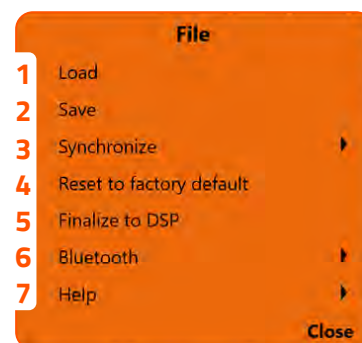 File
1 Load
2 Save
3 Synchronize
4 Reset to factory default
5 Finalize to DSP
6 Bluetooth
7 Help
Close